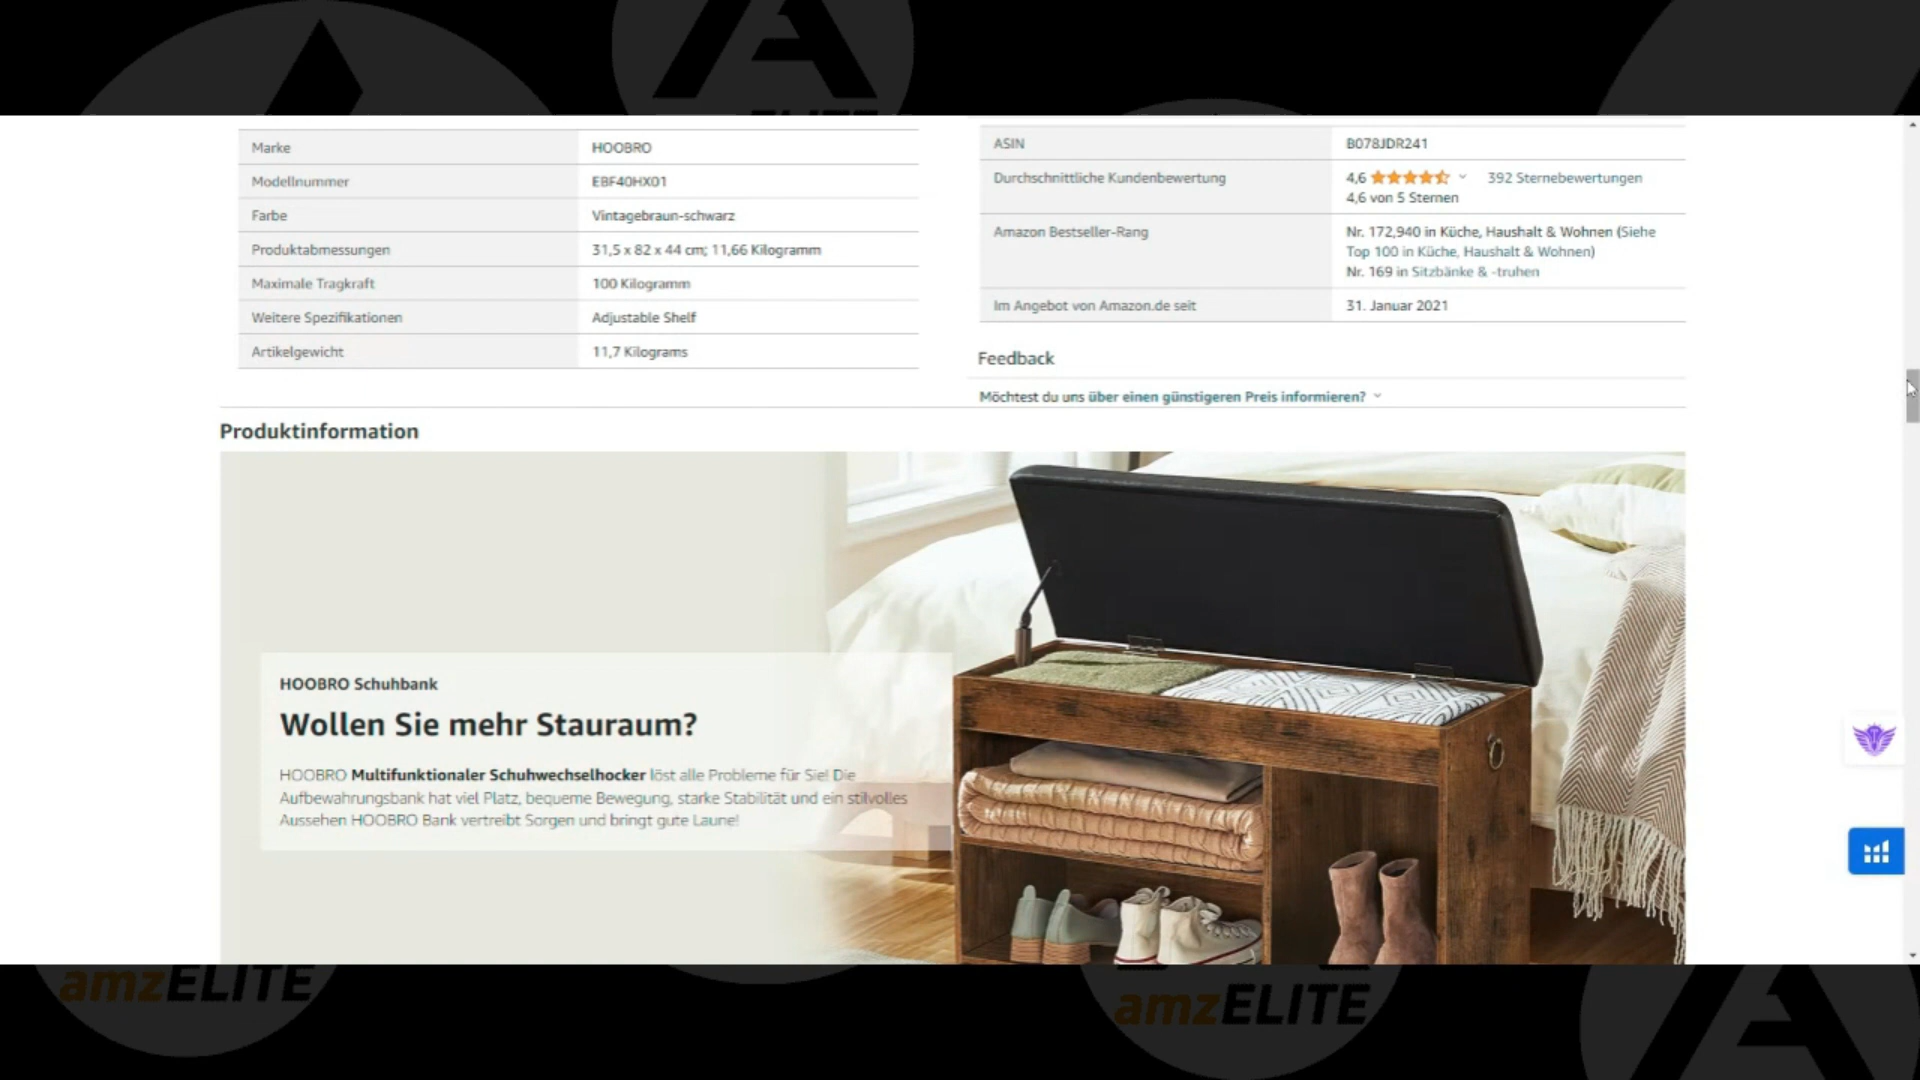 Marke HOOBRO
Modellnummer EBF40HX01
Farbe Vintagebraun-schwarz
Produktabmessungen 31,5 x 82 x 44 cm; 11,66 Kilogramm
Maximale Tragkraft 100 Kilogramm
Weitere Spezifikationen Adjustable Shelf
Artikelgewicht 11,7 Kilograms
ASIN B078JDR241
Durchschnittliche Kundenbewertung 4,6 392 Sternebewertungen
4,6 von 5 Sternen
Amazon Bestseller-Rang Nr. 172,940 in Küche, Haushalt & Wohnen (Siehe
Top 100 in Küche, Haushalt & Wohnen)
Nr. 169 in Sitzbänke & -truhen
Im Angebot von Amazon.de seit 31. Januar 2021
Feedback
Möchtest du uns über einen günstigeren Preis informieren?
Produktinformation
HOOBRO Schuhbank
Wollen Sie mehr Stauraum?
HOOBRO Multifunktionaler Schuhwechselhocker löst alle Probleme für Sie! Die
Aufbewahrungsbank hat viel Platz, bequeme Bewegung, starke Stabilität und ein stilvolles
Aussehen HOOBRO Bank vertreibt Sorgen und bringt gute Laune!
amzELITE
amzELITE